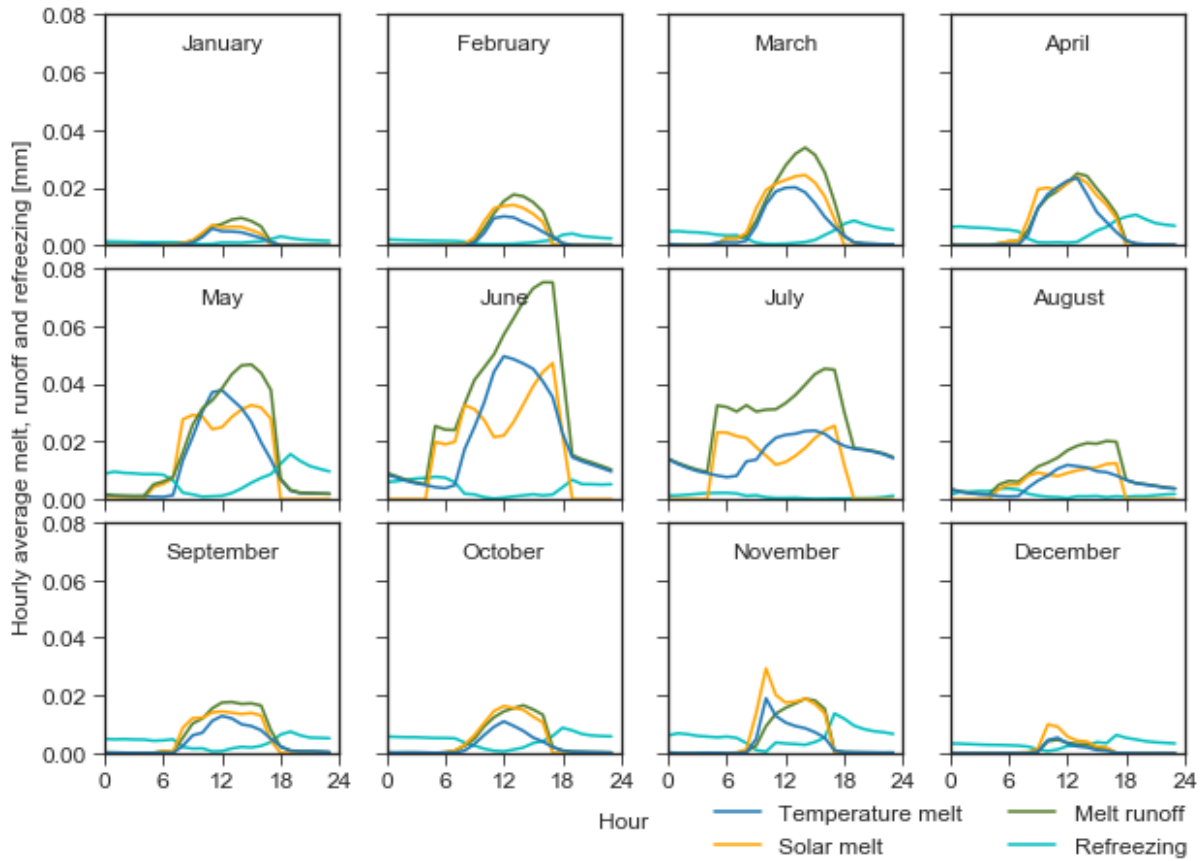 Hourly average melt, runoff and refreezing [mm]
0.08
0.06
0.04
0.02
0.00
January
February
March
April
0.08
0.06
0.04
0.02
0.00
May
June
July
August
0.08
0.06
0.04
0.02
0.00
September
October
November
December
0 6 12 18 24
0 6 12 18 24
0 6 12 18 24
0 6 12 18 24
Hour
Temperature melt
Solar melt
Melt runoff
Refreezing